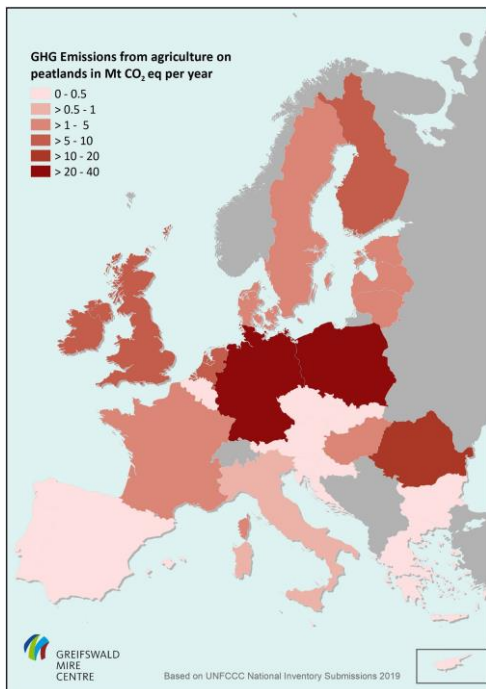 GHG Emissions from agriculture on
peatlands in Mt CO₂ eq per year
0 - 0.5
> 0.5 - 1
> 1 - 5
> 5 - 10
> 10 - 20
> 20 - 40
GREIFSWALD
MIRE
CENTRE
Based on UNFCCC National Inventory Submissions 2019